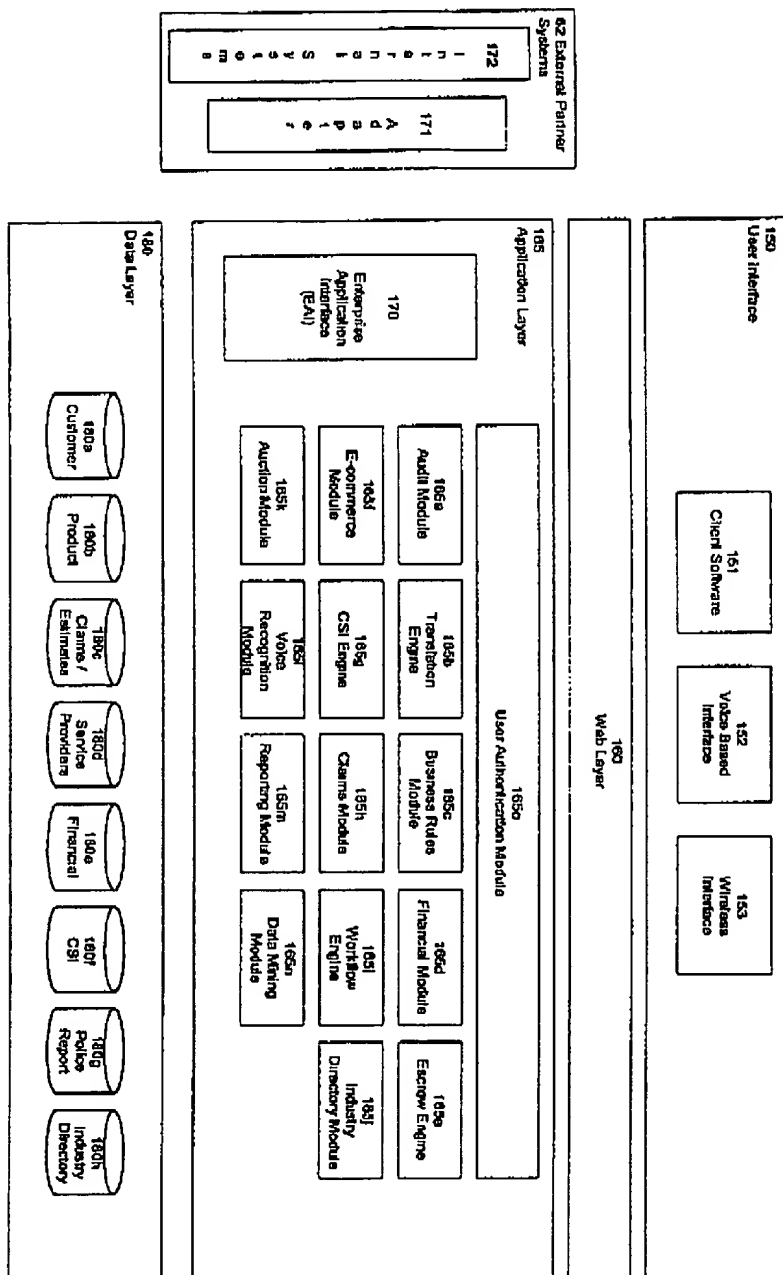 150
User Interface
151
Client Software
152
Voice-Based
Interface
153
Wireless
Interface
160
Web Layer
165
Application Layer
165o
User Authentication Module
165a
Audit Module
165b
Translation
Engine
165c
Business Rules
Module
165d
Financial Module
165e
Escrow Engine
165f
E-commerce
Module
165g
CSI Engine
165h
Claims Module
165i
Workflow
Engine
165j
Industry
Directory Module
165k
Auction Module
165l
Voice
Recognition
Module
165m
Reporting Module
165n
Data Mining
Module
170
Enterprise
Application
Interface
(EAI)
62 External Partner
Systems
171
Adapter
172
Internal Systems
180
Data Layer
180a
Customer
180b
Product
180c
Claims /
Estimates
180d
Service
Providers
180e
Financial
180f
CSI
180g
Police
Report
180h
Industry
Directory